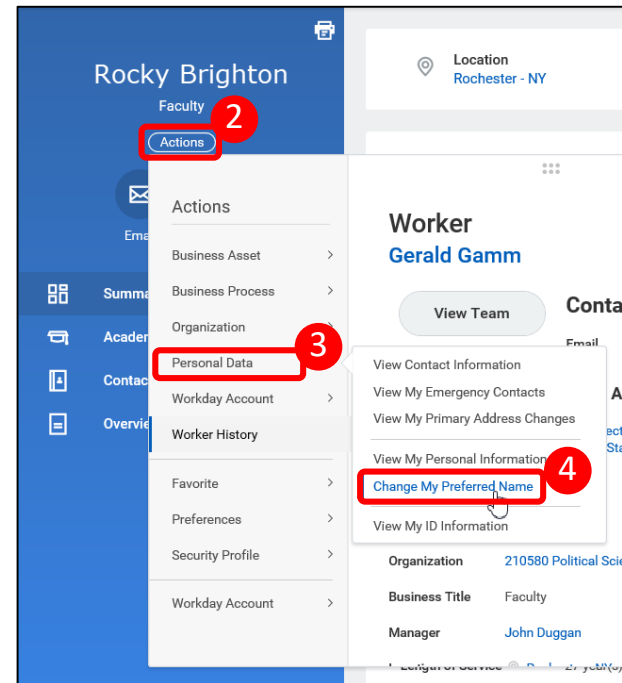 Rocky Brighton
Faculty
2
Actions
Location
Rochester - NY
Actions
Business Asset
Business Process
Organization
3
Personal Data
Workday Account
Worker History
Favorite
Preferences
Security Profile
Workday Account
Summa
Academ
Contac
Overvie
Ema
Worker
Gerald Gamm
View Team
Conta
Email
View Contact Information
View My Emergency Contacts
View My Primary Address Changes
View My Personal Information
4
Change My Preferred Name
View My ID Information
A
ect
Sta
Organization 210580 Political Scie
Business Title Faculty
Manager John Duggan